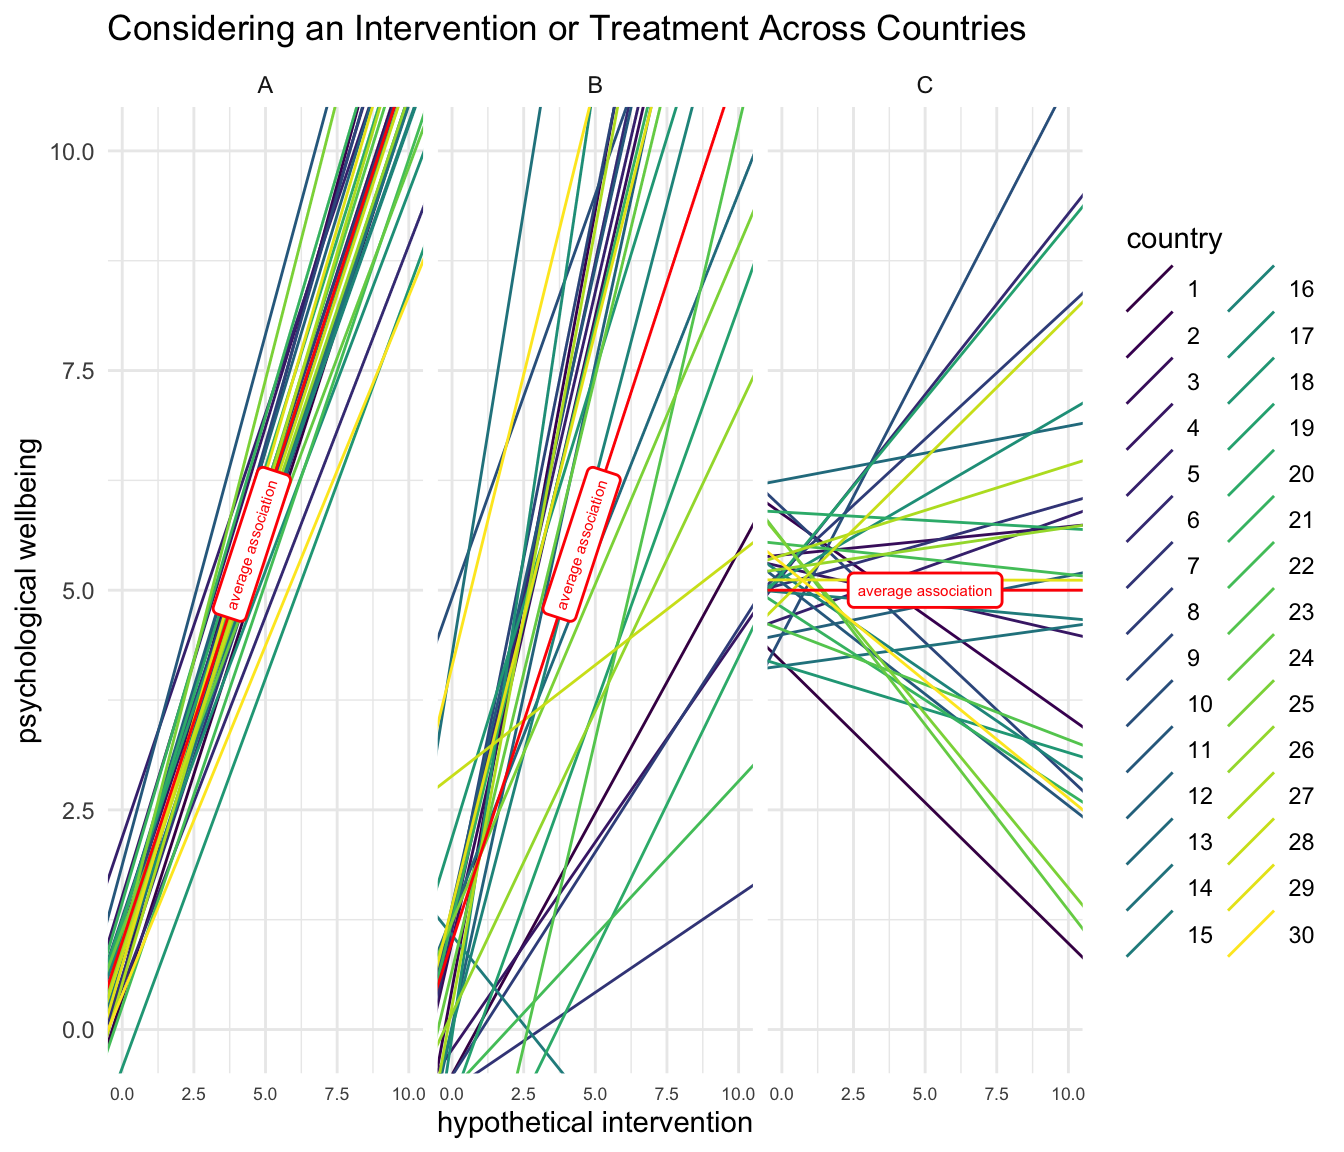 Considering an Intervention or Treatment Across Countries
A B C
10.0
7.5
5.0
2.5
0.0
psychological wellbeing
average association
average association
average association
0.0 2.5 5.0 7.5 10.0 0.0 2.5 5.0 7.5 10.0 0.0 2.5 5.0 7.5 10.0
hypothetical intervention
country
1 16
2 17
3 18
4 19
5 20
6 21
7 22
8 23
9 24
10 25
11 26
12 27
13 28
14 29
15 30